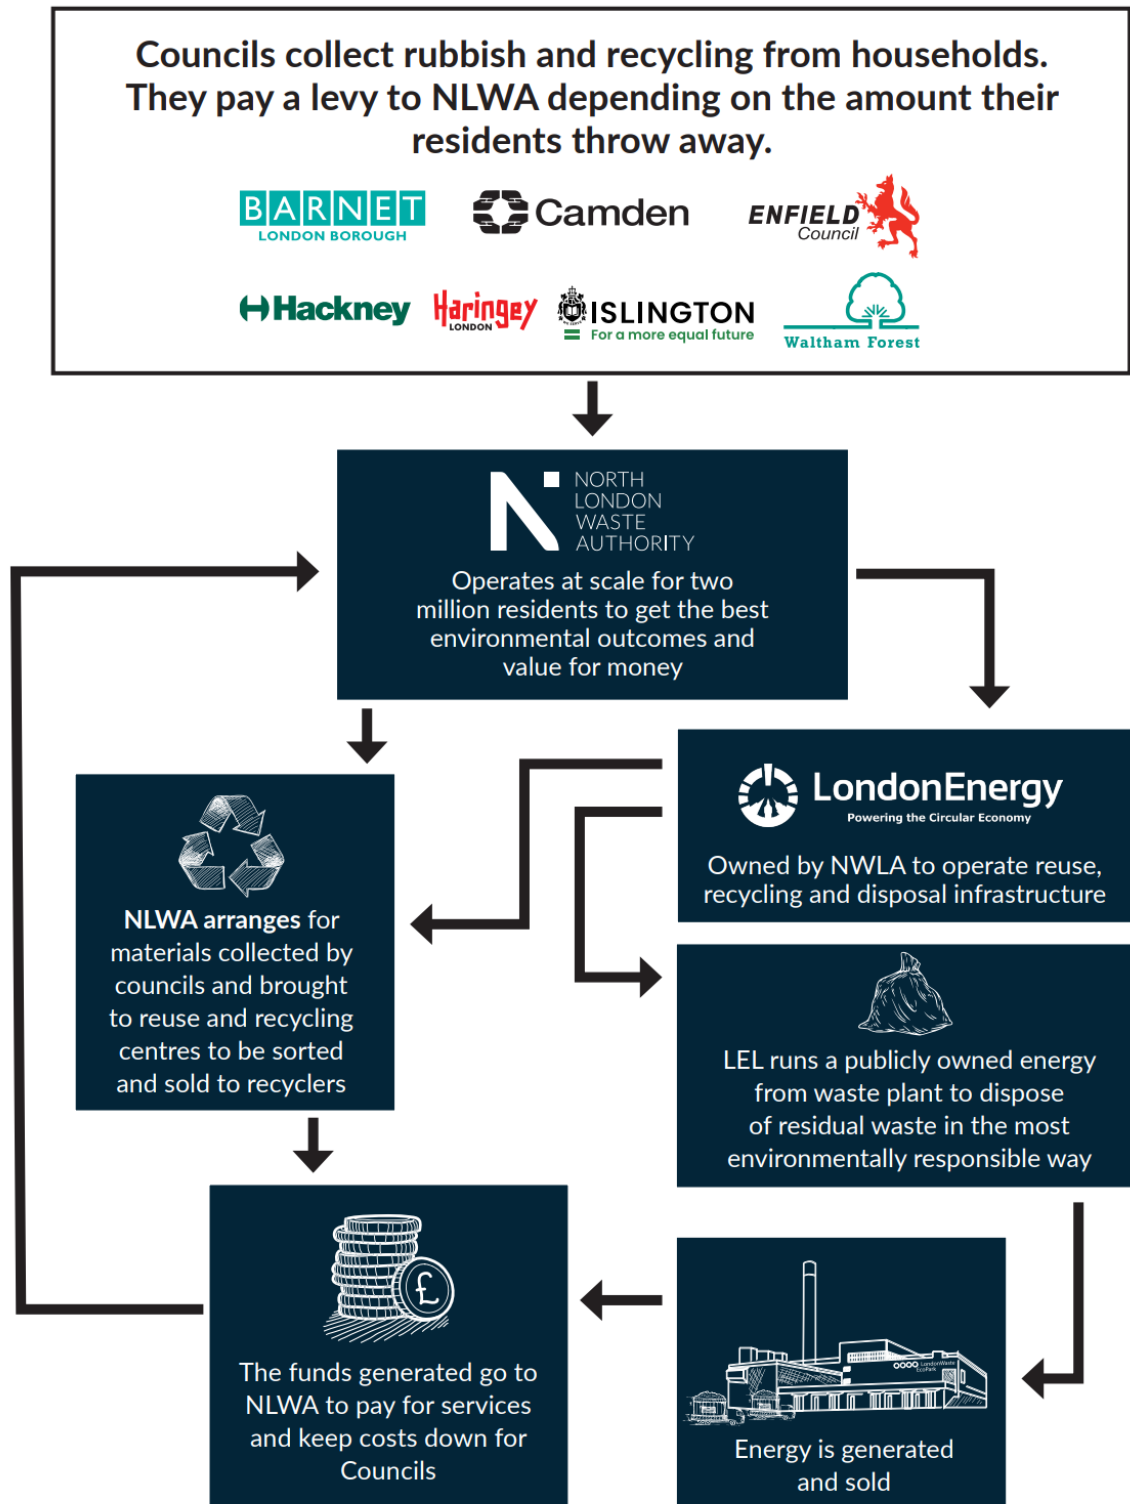 Councils collect rubbish and recycling from households.
They pay a levy to NLWA depending on the amount their
residents throw away.
BARNET
LONDON BOROUGH
Camden
ENFIELD
Council
Hackney
Haringey
LONDON
ISLINGTON
For a more equal future
Waltham Forest
NORTH
LONDON
WASTE
AUTHORITY
Operates at scale for two
million residents to get the best
environmental outcomes and
value for money
LondonEnergy
Powering the Circular Economy
Owned by NWLA to operate reuse,
recycling and disposal infrastructure
NLWA arranges for
materials collected by
councils and brought
to reuse and recycling
centres to be sorted
and sold to recyclers
LEL runs a publicly owned energy
from waste plant to dispose
of residual waste in the most
environmentally responsible way
£
The funds generated go to
NLWA to pay for services
and keep costs down for
Councils
LondonWaste
EcoPark
Energy is generated
and sold